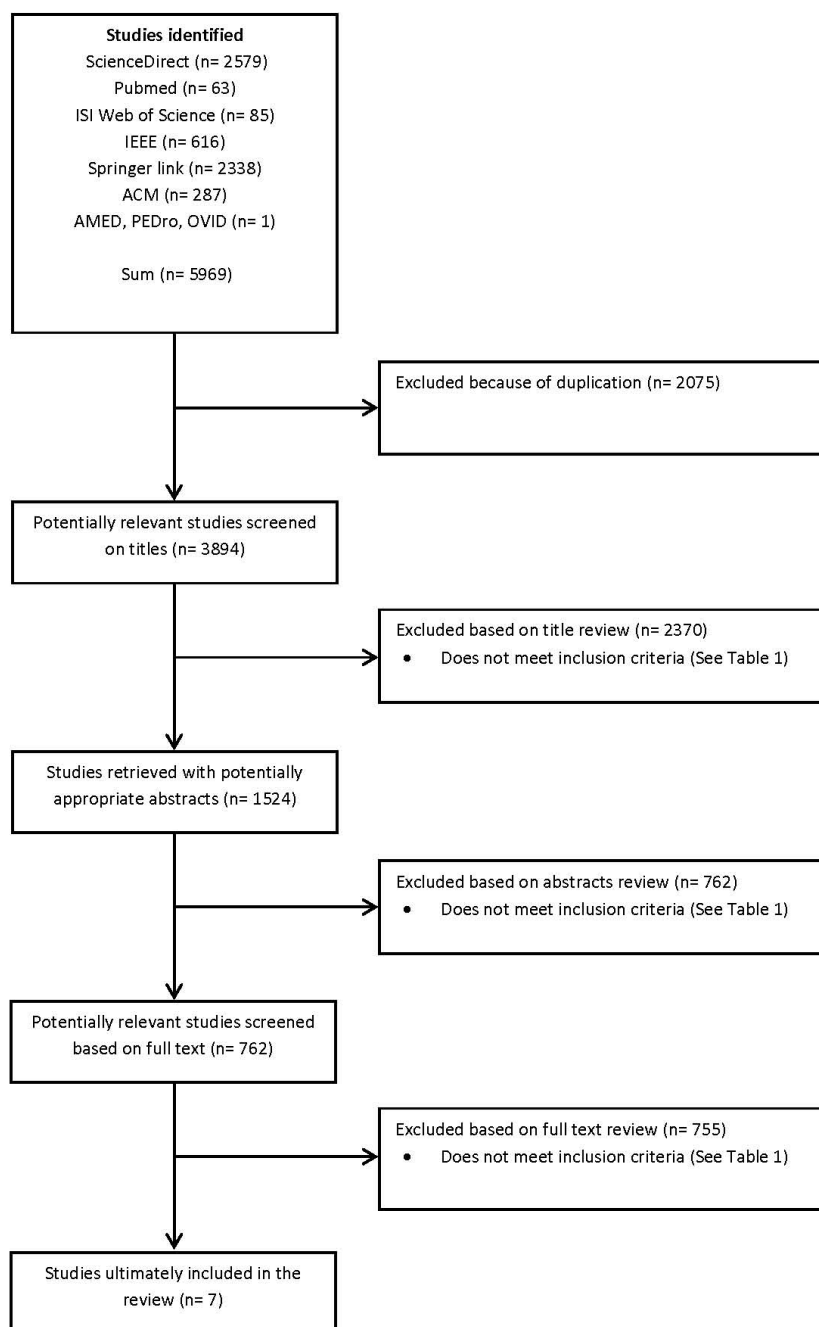 Studies identified
ScienceDirect (n= 2579)
Pubmed (n= 63)
ISI Web of Science (n= 85)
IEEE (n= 616)
Springer link (n= 2338)
ACM (n= 287)
AMED, PEDro, OVID (n= 1)
Sum (n= 5969)
Excluded because of duplication (n= 2075)
Potentially relevant studies screened
on titles (n= 3894)
Excluded based on title review (n= 2370)
• Does not meet inclusion criteria (See Table 1)
Studies retrieved with potentially
appropriate abstracts (n= 1524)
Excluded based on abstracts review (n= 762)
• Does not meet inclusion criteria (See Table 1)
Potentially relevant studies screened
based on full text (n= 762)
Excluded based on full text review (n= 755)
• Does not meet inclusion criteria (See Table 1)
Studies ultimately included in the
review (n= 7)